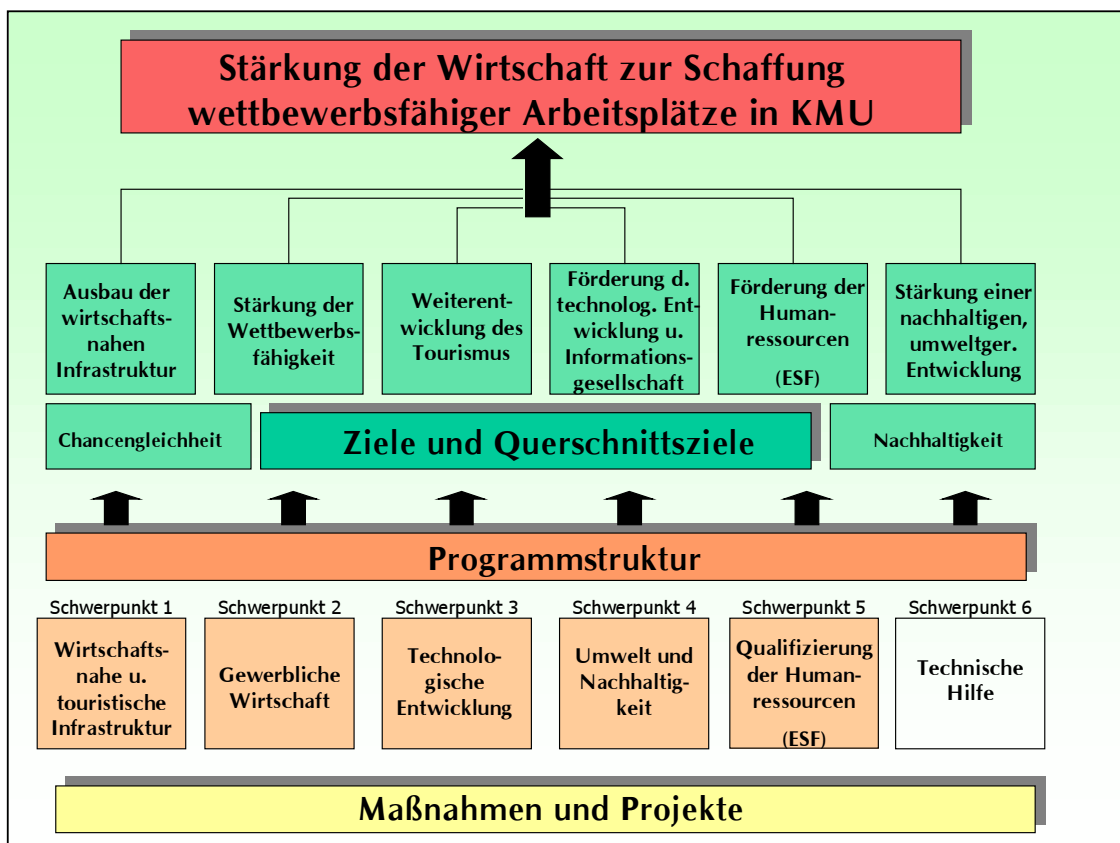 Stärkung der Wirtschaft zur Schaffung
wettbewerbsfähiger Arbeitsplätze in KMU
Ausbau der
wirtschafts-
nahen
Infrastruktur
Stärkung der
Wettbewerbs-
fähigkeit
Weiterent-
wicklung des
Tourismus
Förderung d.
technolog. Ent-
wicklung u.
Informations-
gesellschaft
Förderung der
Human-
ressourcen
(ESF)
Stärkung einer
nachhaltigen,
umweltger.
Entwicklung
Chancengleichheit
Ziele und Querschnittsziele
Nachhaltigkeit
Programmstruktur
Schwerpunkt 1
Wirtschafts-
nahe u.
touristische
Infrastruktur
Schwerpunkt 2
Gewerbliche
Wirtschaft
Schwerpunkt 3
Technolo-
gische
Entwicklung
Schwerpunkt 4
Umwelt und
Nachhaltig-
keit
Schwerpunkt 5
Qualifizierung
der Human-
ressourcen
(ESF)
Schwerpunkt 6
Technische
Hilfe
Maßnahmen und Projekte